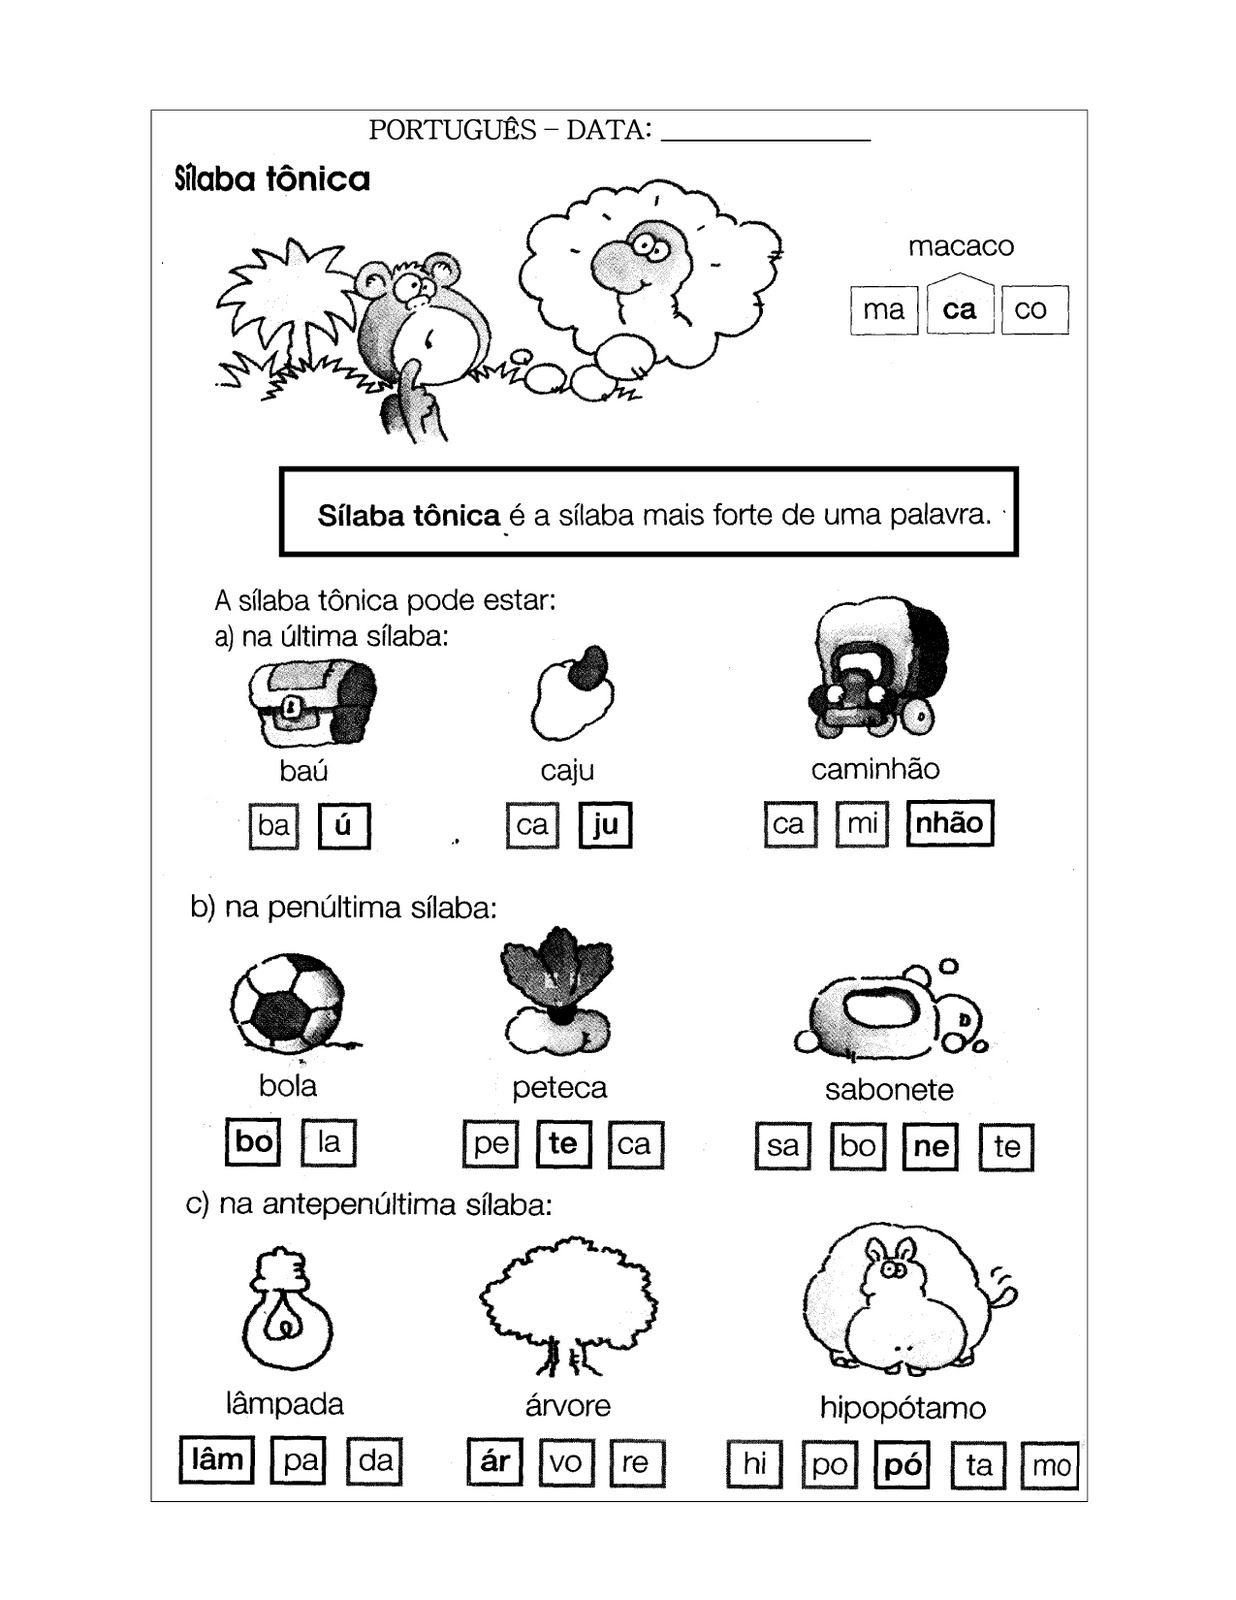 PORTUGUÊS – DATA: _______________
Sílaba tônica
macaco
ma ca co
Sílaba tônica é a sílaba mais forte de uma palavra.
A sílaba tônica pode estar:
a) na última sílaba:
baú caju caminhão
ba ú ca ju ca mi nhão
b) na penúltima sílaba:
bola peteca sabonete
bo la pe te ca sa bo ne te
c) na antepenúltima sílaba:
lâmpada árvore hipopótamo
lâm pa da ár vo re hi po pó ta mo